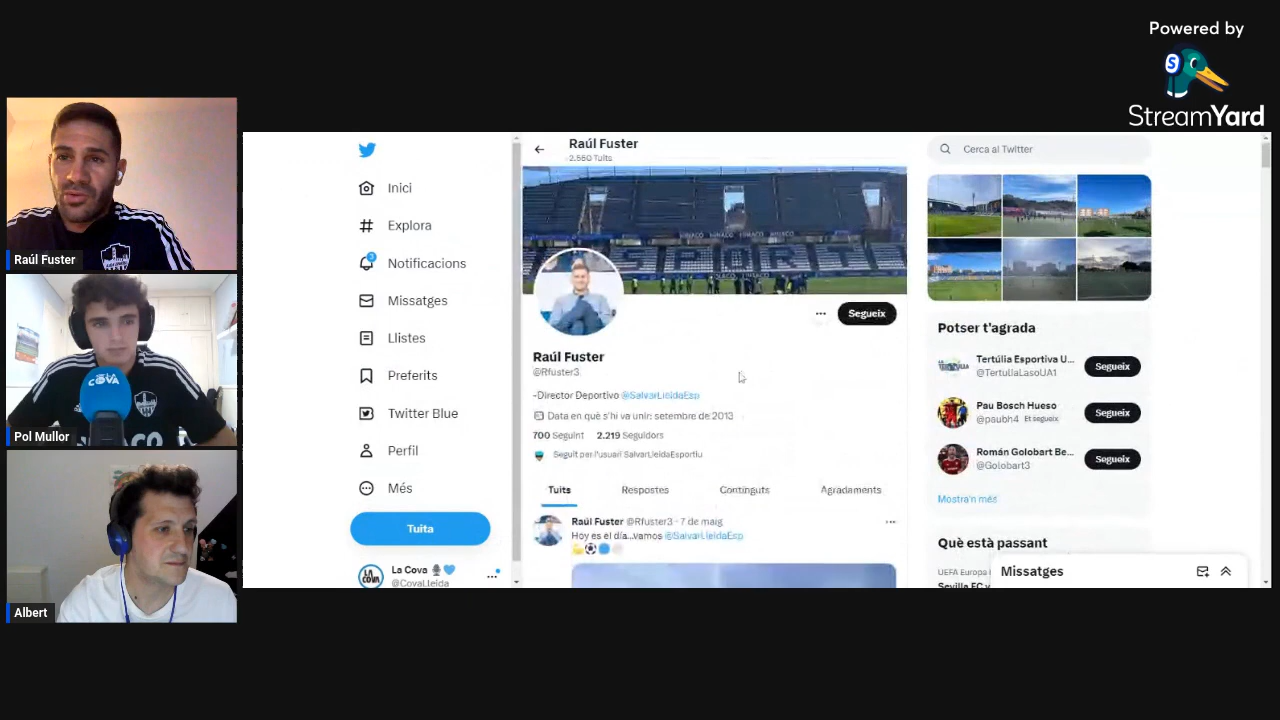 Powered by
StreamYard
Raúl Fuster
LA COVA
Pol Mullor
Albert
Inici
Explora
Notificacions
Missatges
Llistes
Preferits
Twitter Blue
Perfil
Més
Tuita
La Cova
@CovaLleida
Raúl Fuster
2.550 Tuits
Segueix
Raúl Fuster
@Rfuster3
-Director Deportivo @SalvarLleidaEsp
Data en què s'hi va unir: setembre de 2013
700 Seguint 2.219 Seguidors
Seguit per l'usuari SalvarLleidaEsportiu
Tuits Respostes Continguts Agradaments
Raúl Fuster @Rfuster3 · 7 de maig
Hoy es el día...vamos @SalvarLleidaEsp
Cerca al Twitter
Potser t'agrada
Tertúlia Esportiva U...
@TertuliaLasoUA1
Segueix
Pau Bosch Hueso
@paubh4 Et segueix
Segueix
Román Golobart Be...
@Golobart3
Segueix
Mostra'n més
Què està passant
UEFA Europa
Sevilla FC
Missatges